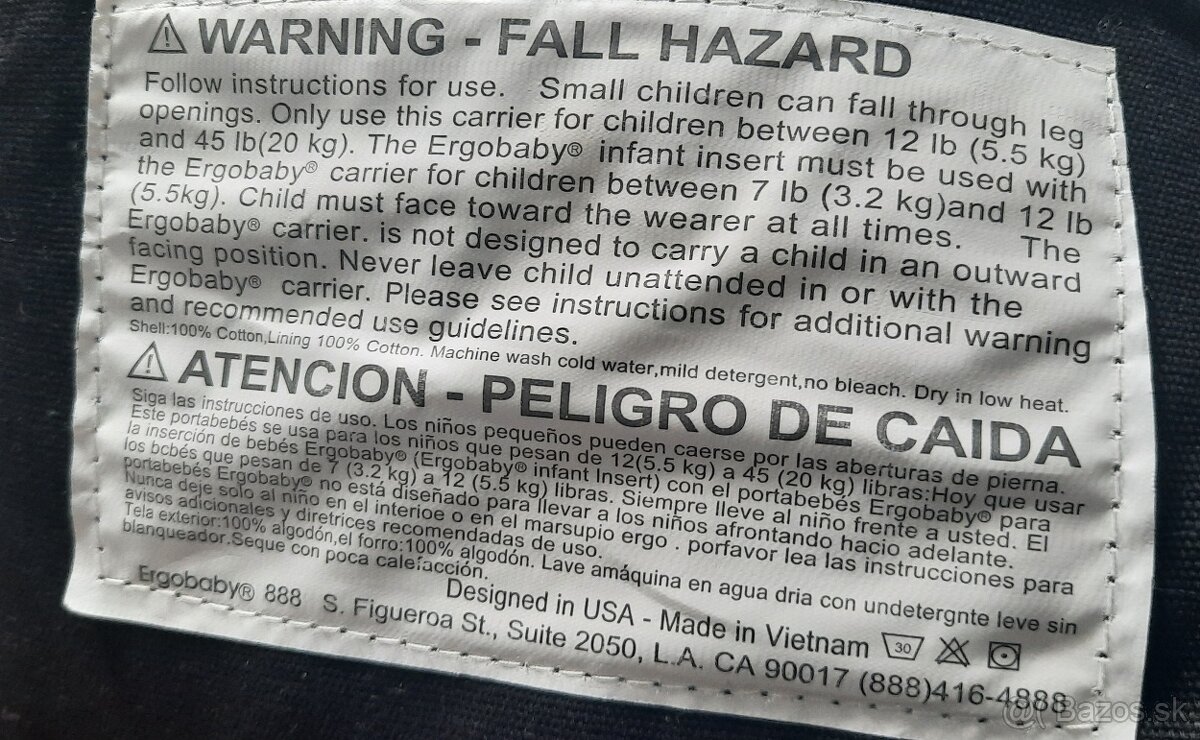 ⚠ WARNING - FALL HAZARD
Follow instructions for use. Small children can fall through leg
openings. Only use this carrier for children between 12 lb (5.5 kg)
and 45 lb(20 kg). The Ergobaby® infant insert must be used with
the Ergobaby® carrier for children between 7 lb (3.2 kg)and 12 lb
(5.5kg). Child must face toward the wearer at all times. The
Ergobaby® carrier. is not designed to carry a child in an outward
facing position. Never leave child unattended in or with the
Ergobaby® carrier. Please see instructions for additional warning
and recommended use guidelines.
Shell:100% Cotton,Lining 100% Cotton. Machine wash cold water,mild detergent,no bleach. Dry in low heat.
⚠ ATENCION - PELIGRO DE CAIDA
Siga las instrucciones de uso. Los niños pequeños pueden caerse por las aberturas de pierna.
Este portabebés se usa para los niños que pesan de 12(5.5 kg) a 45 (20 kg) libras:Hoy que usar
la inserción de bebés Ergobaby® (Ergobaby® infant Insert) con el portabebés Ergobaby® para
los bcbés que pesan de 7 (3.2 kg) a 12 (5.5 kg) libras. Siempre lleve al niño frente a usted. El
portabebés Ergobaby® no está diseñado para llevar a los niños afrontando hacio adelante.
Nunca deje solo al niño en el interioe o en el marsupio ergo . porfavor lea las instrucciones para
avisos adicionales y diretrices recomendadas de uso.
Tela exterior:100% algodón,el forro:100% algodón. Lave amáquina en agua dria con undetergnte leve sin
blanqueador.Seque con poca calefacción.
Designed in USA - Made in Vietnam 30
Ergobaby® 888 S. Figueroa St., Suite 2050, L.A. CA 90017 (888)416-4888
Bazos.sk